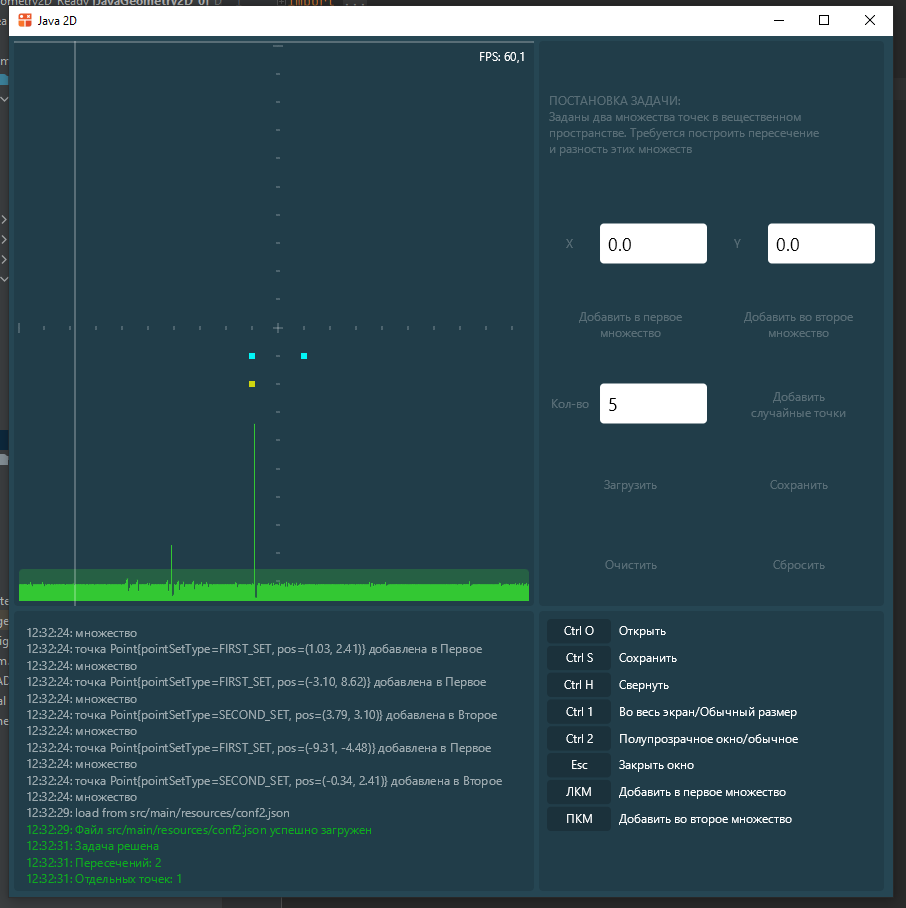 Java 2D
FPS: 60,1
ПОСТАНОВКА ЗАДАЧИ:
Заданы два множества точек в вещественном
пространстве. Требуется построить пересечение
и разность этих множеств
X
0.0
Y
0.0
Добавить в первое
множество
Добавить во второе
множество
Кол-во
5
Добавить
случайные точки
Загрузить
Сохранить
Очистить
Сбросить
12:32:24: множество
12:32:24: точка Point{pointSetType=FIRST_SET, pos=(1.03, 2.41)} добавлена в Первое
12:32:24: множество
12:32:24: точка Point{pointSetType=FIRST_SET, pos=(-3.10, 8.62)} добавлена в Первое
12:32:24: множество
12:32:24: точка Point{pointSetType=SECOND_SET, pos=(3.79, 3.10)} добавлена в Второе
12:32:24: множество
12:32:24: точка Point{pointSetType=FIRST_SET, pos=(-9.31, -4.48)} добавлена в Первое
12:32:24: множество
12:32:24: точка Point{pointSetType=SECOND_SET, pos=(-0.34, 2.41)} добавлена в Второе
12:32:24: множество
12:32:29: load from src/main/resources/conf2.json
12:32:29: Файл src/main/resources/conf2.json успешно загружен
12:32:31: Задача решена
12:32:31: Пересечений: 2
12:32:31: Отдельных точек: 1
Ctrl O Открыть
Ctrl S Сохранить
Ctrl H Свернуть
Ctrl 1 Во весь экран/Обычный размер
Ctrl 2 Полупрозрачное окно/обычное
Esc Закрыть окно
ЛКМ Добавить в первое множество
ПКМ Добавить во второе множество